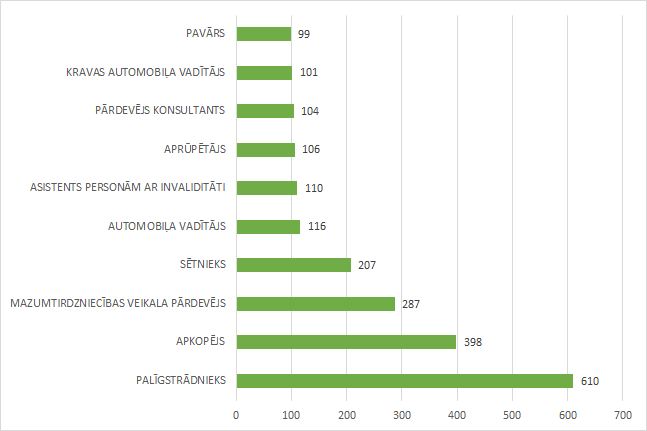 PAVĀRS 99
KRAVAS AUTOMOBIĻA VADĪTĀJS 101
PĀRDEVĒJS KONSULTANTS 104
APRŪPĒTĀJS 106
ASISTENTS PERSONĀM AR INVALIDITĀTI 110
AUTOMOBIĻA VADĪTĀJS 116
SĒTNIEKS 207
MAZUMTIRDZNIECĪBAS VEIKALA PĀRDEVĒJS 287
APKOPĒJS 398
PALĪGSTRĀDNIEKS 610
0 100 200 300 400 500 600 700